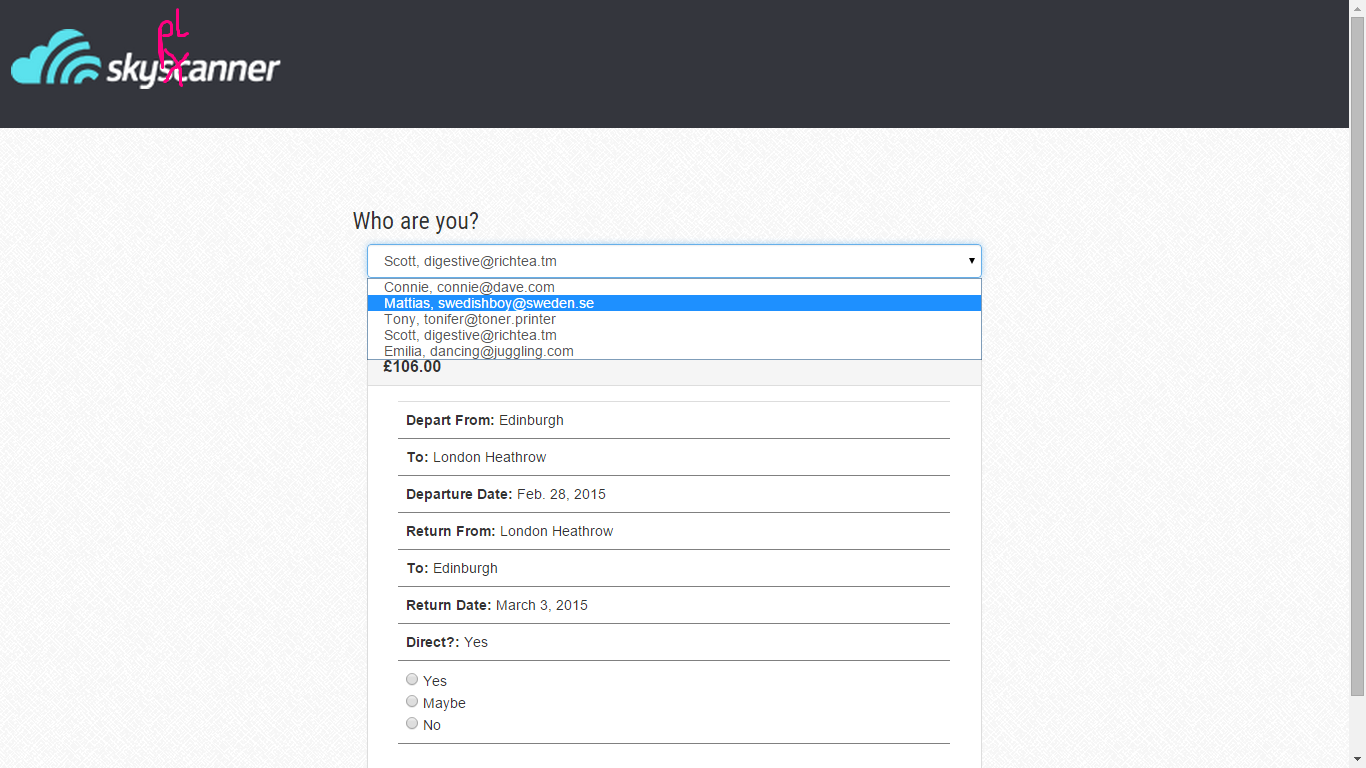 pl
skyscanner
Who are you?
Scott, digestive@richtea.tm
Connie, connie@dave.com
Mattias, swedishboy@sweden.se
Tony, tonifer@toner.printer
Scott, digestive@richtea.tm
Emilia, dancing@juggling.com
£106.00
Depart From: Edinburgh
To: London Heathrow
Departure Date: Feb. 28, 2015
Return From: London Heathrow
To: Edinburgh
Return Date: March 3, 2015
Direct?: Yes
Yes
Maybe
No